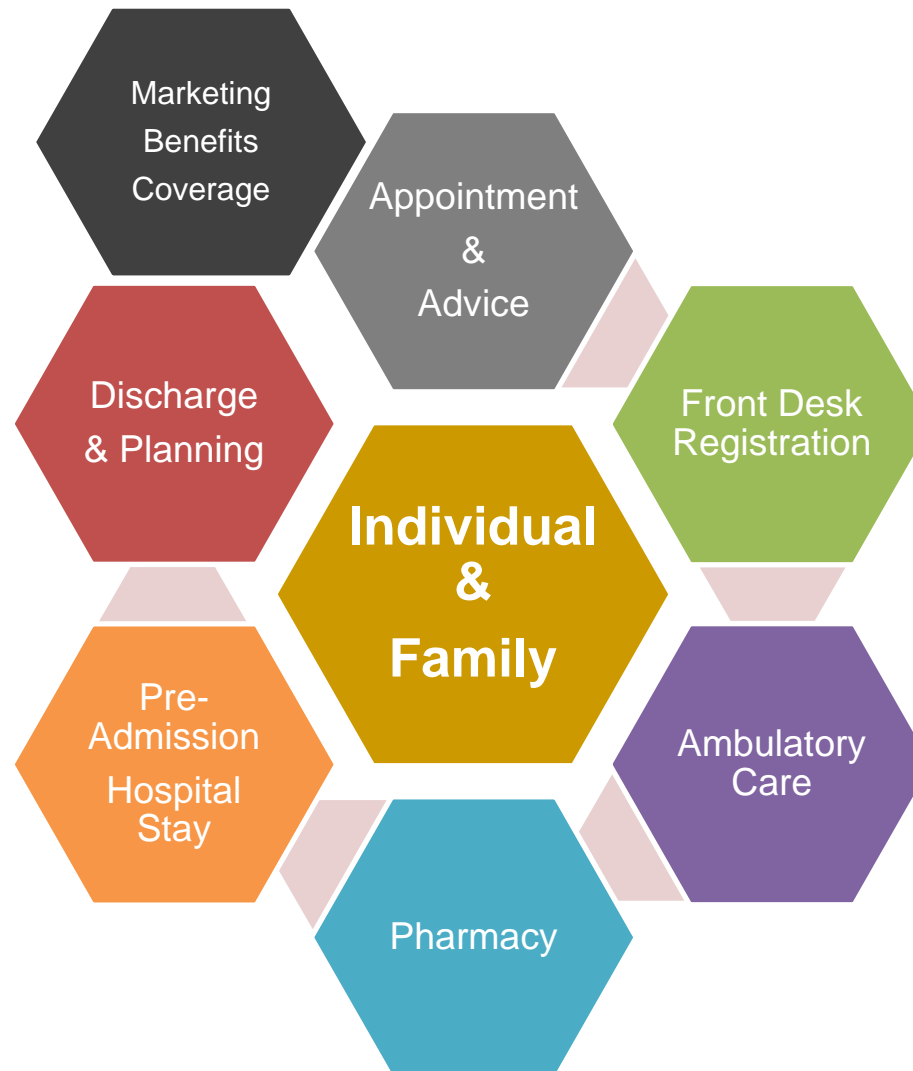 Marketing
Benefits
Coverage
Appointment
&
Advice
Front Desk
Registration
Discharge
& Planning
Individual
&
Family
Pre-
Admission
Hospital
Stay
Ambulatory
Care
Pharmacy